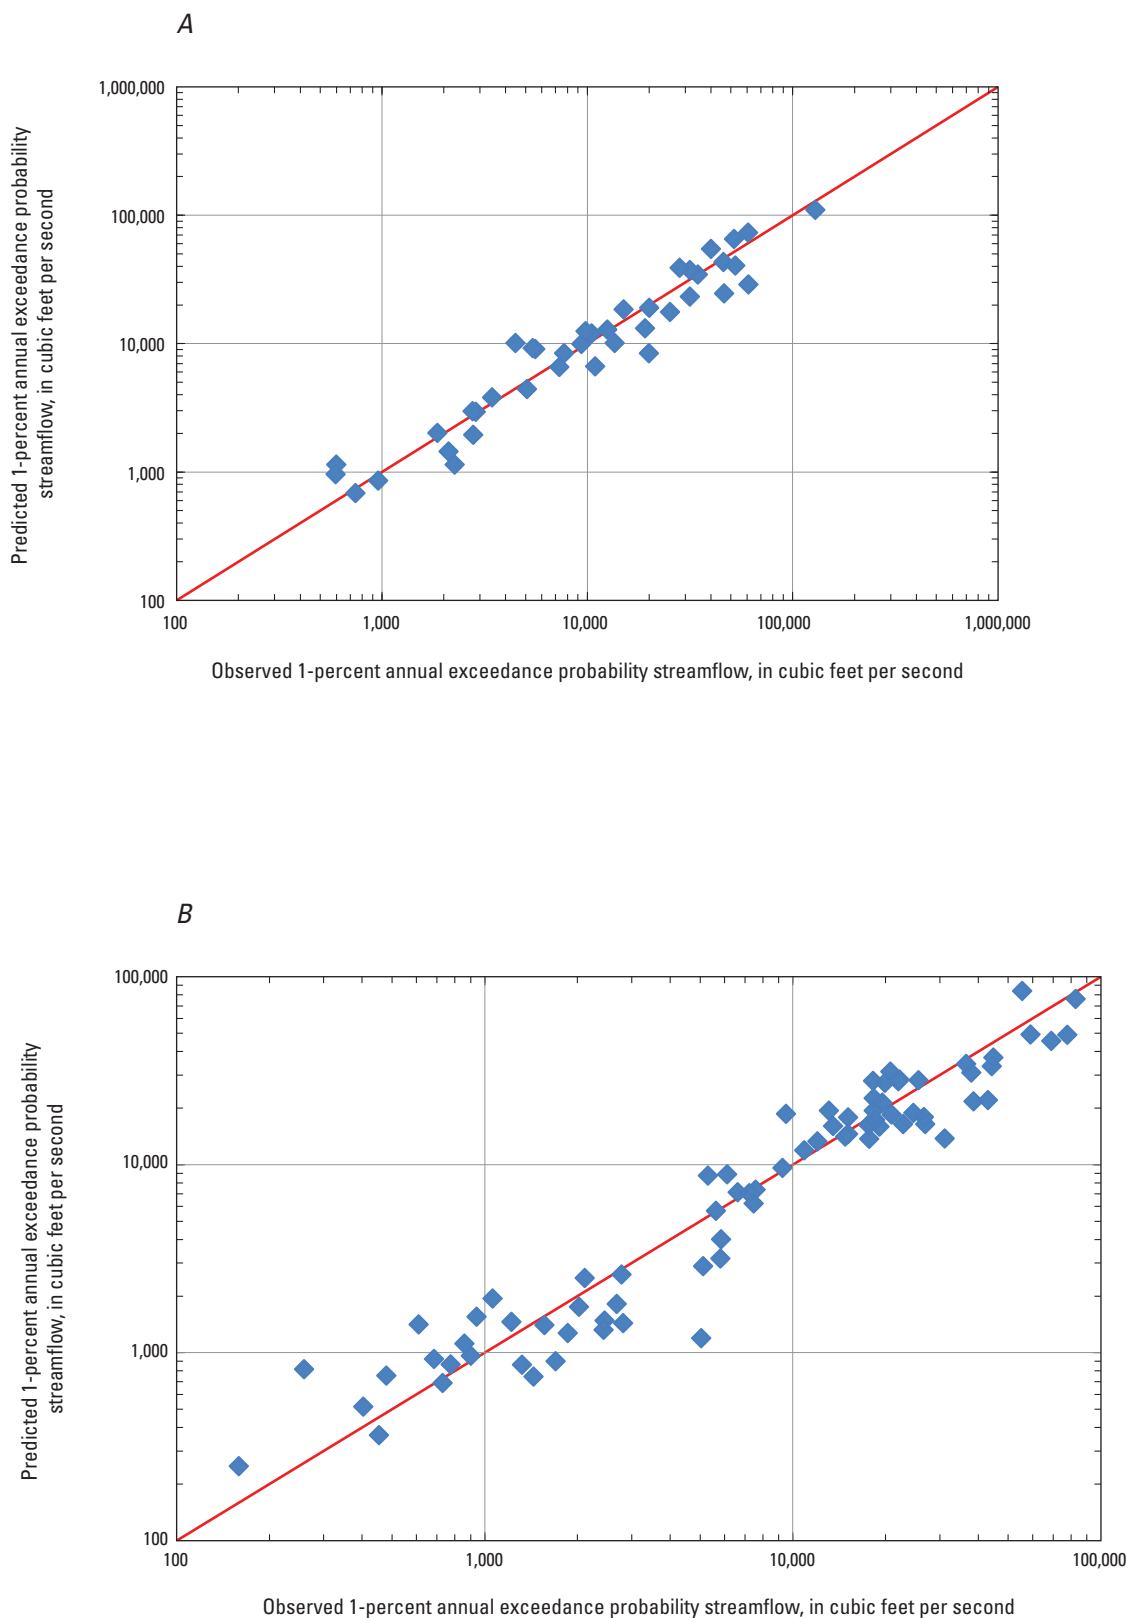 A
1,000,000
100,000
10,000
1,000
100
Predicted 1-percent annual exceedance probability
streamflow, in cubic feet per second
100 1,000 10,000 100,000 1,000,000
Observed 1-percent annual exceedance probability streamflow, in cubic feet per second
B
100,000
10,000
1,000
100
Predicted 1-percent annual exceedance probability
streamflow, in cubic feet per second
100 1,000 10,000 100,000
Observed 1-percent annual exceedance probability streamflow, in cubic feet per second